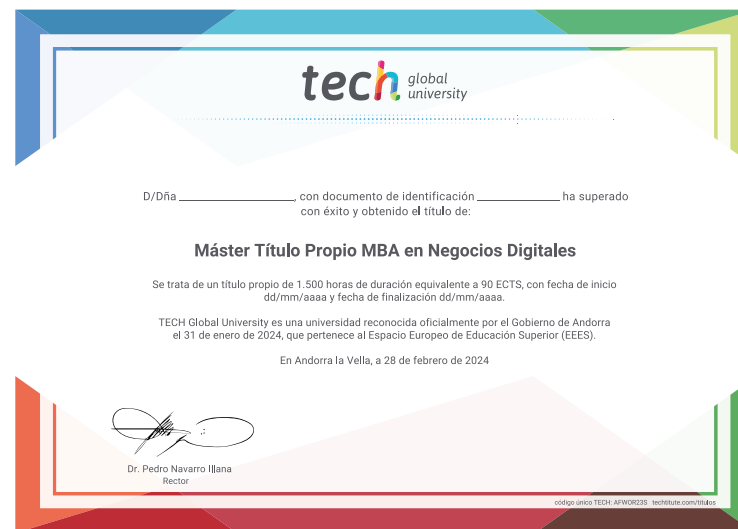 tech global university
D/Dña ____________________, con documento de identificación ______________ ha superado
con éxito y obtenido el título de:
Máster Título Propio MBA en Negocios Digitales
Se trata de un título propio de 1.500 horas de duración equivalente a 90 ECTS, con fecha de inicio
dd/mm/aaaa y fecha de finalización dd/mm/aaaa.
TECH Global University es una universidad reconocida oficialmente por el Gobierno de Andorra
el 31 de enero de 2024, que pertenece al Espacio Europeo de Educación Superior (EEES).
En Andorra la Vella, a 28 de febrero de 2024
Dr. Pedro Navarro Illana
Rector
código único TECH: AFWOR23S techtitute.com/titulos